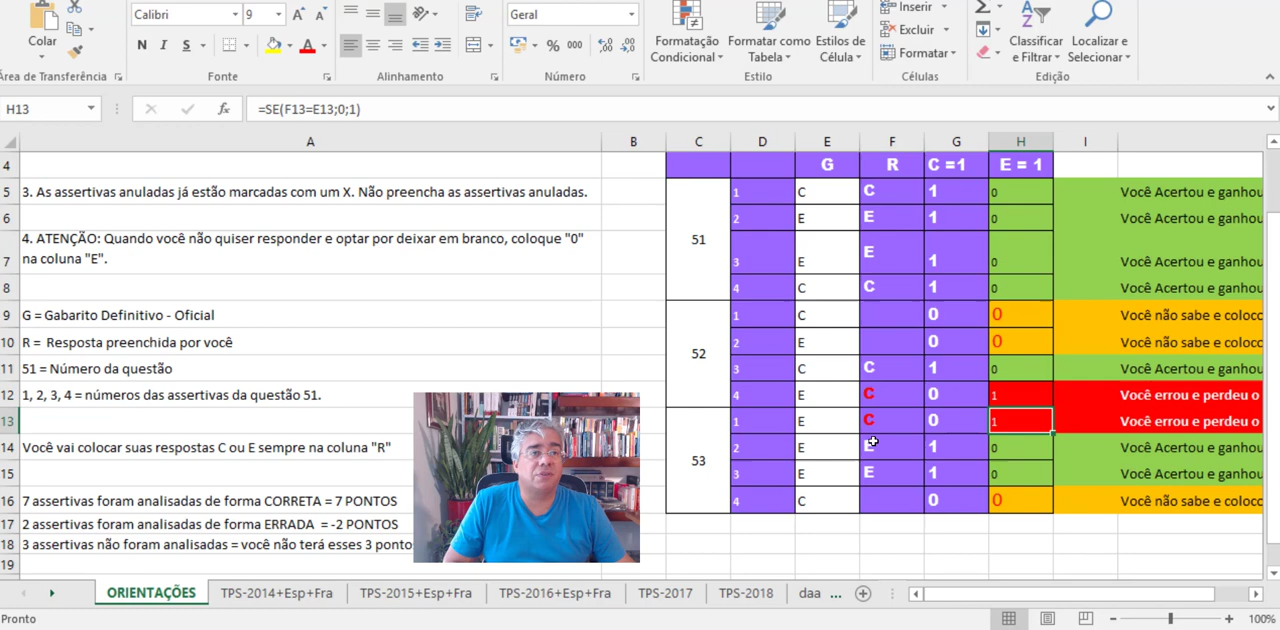 Calibri 9 Geral
Inserir
Excluir
Formatar
Colar
N I S
% 000
Formatação Condicional
Formatar como Tabela
Estilos de Célula
Classificar e Filtrar
Localizar e Selecionar
Área de Transferência Fonte Alinhamento Número Estilo Células Edição
H13 fx =SE(F13=E13;0;1)
A B C D E F G H I
4 G R C =1 E = 1
5 3. As assertivas anuladas já estão marcadas com um X. Não preencha as assertivas anuladas. 1 C C 1 0 Você Acertou e ganhou
6 2 E E 1 0 Você Acertou e ganhou
51
4. ATENÇÃO: Quando você não quiser responder e optar por deixar em branco, coloque "0"
7 na coluna "E". 3 E E 1 0 Você Acertou e ganhou
8 4 C C 1 0 Você Acertou e ganhou
9 G = Gabarito Definitivo - Oficial 1 C 0 0 Você não sabe e coloco
10 R = Resposta preenchida por você 2 E 0 0 Você não sabe e coloco
52
11 51 = Número da questão 3 C C 1 0 Você Acertou e ganhou
12 1, 2, 3, 4 = números das assertivas da questão 51. 4 E C 0 1 Você errou e perdeu o
13 1 E C 0 1 Você errou e perdeu o
14 Você vai colocar suas respostas C ou E sempre na coluna "R" 2 E E 1 0 Você Acertou e ganhou
53
15 3 E E 1 0 Você Acertou e ganhou
16 7 assertivas foram analisadas de forma CORRETA = 7 PONTOS 4 C 0 0 Você não sabe e coloco
17 2 assertivas foram analisadas de forma ERRADA = -2 PONTOS
18 3 assertivas não foram analisadas = você não terá esses 3 ponto
19
ORIENTAÇÕES TPS-2014+Esp+Fra TPS-2015+Esp+Fra TPS-2016+Esp+Fra TPS-2017 TPS-2018 daa ...
Pronto 100%